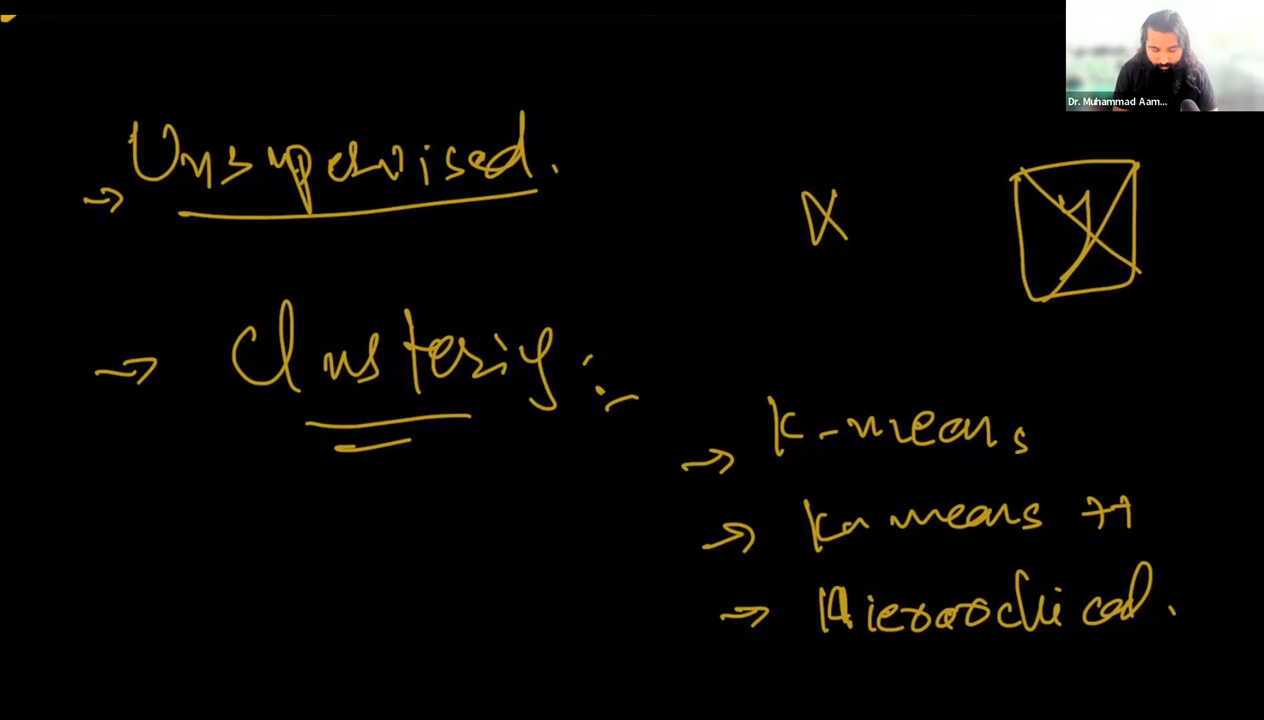 Dr. Muhammad Aam...
→ Unsupervised.
X
y
→ Clustering :-
→ K-means
→ K-means ++
→ Hierarchical.